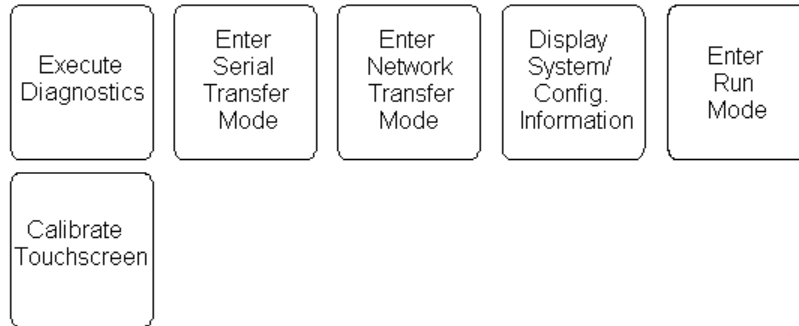 Execute
Diagnostics
Enter
Serial
Transfer
Mode
Enter
Network
Transfer
Mode
Display
System/
Config.
Information
Enter
Run
Mode
Calibrate
Touchscreen